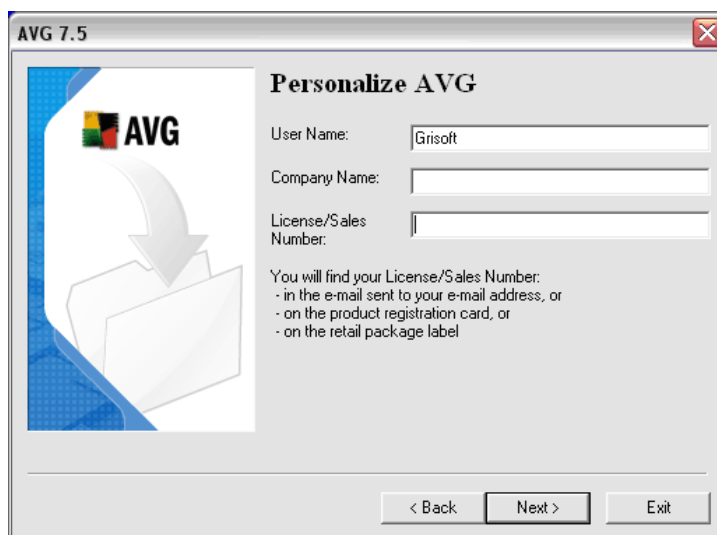 AVG 7.5
AVG
Personalize AVG
User Name:
Grisoft
Company Name:
License/Sales
Number:
You will find your License/Sales Number:
- in the e-mail sent to your e-mail address, or
- on the product registration card, or
- on the retail package label
< Back
Next >
Exit